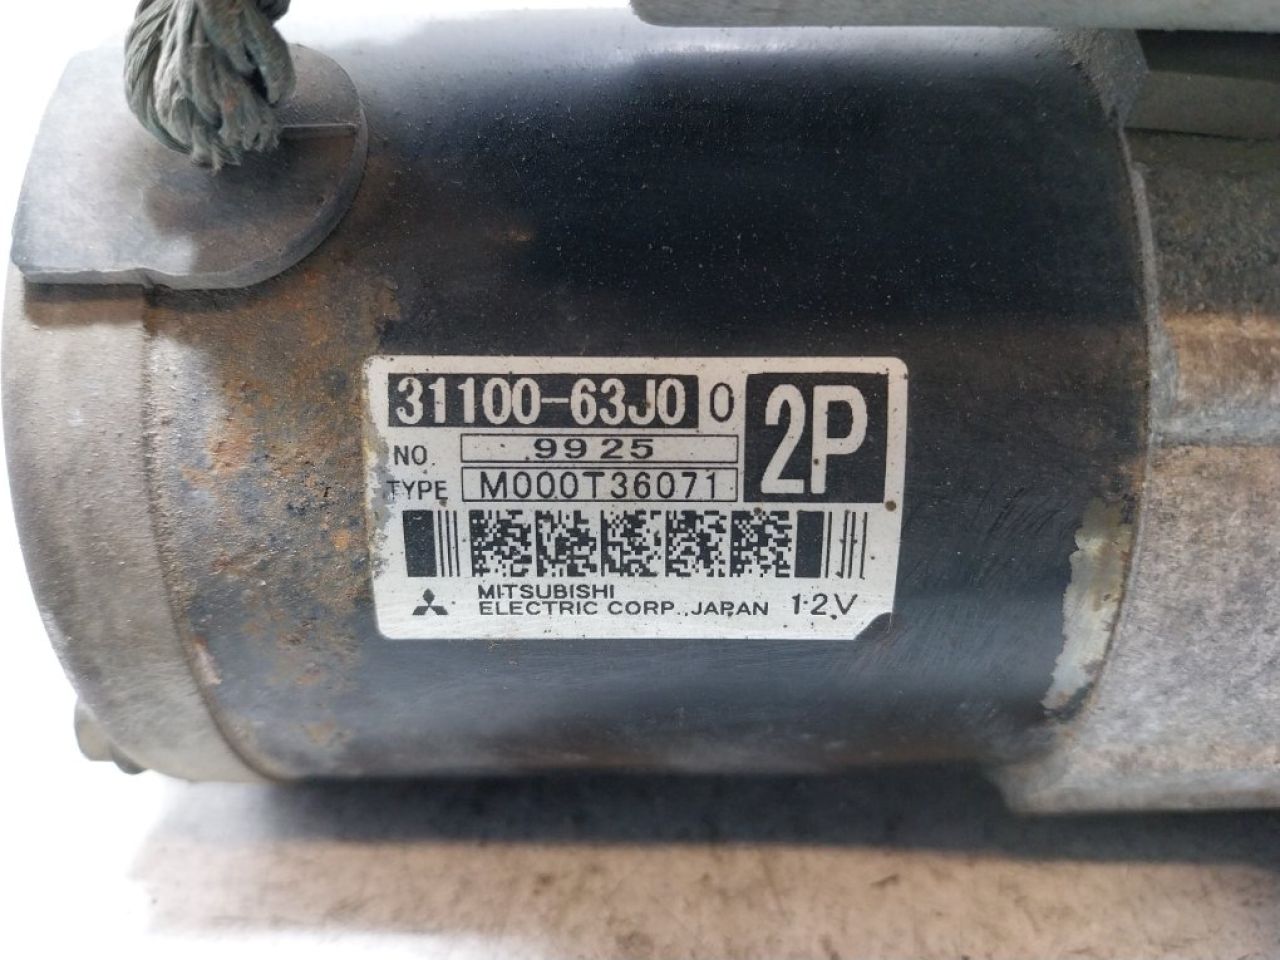 31100-63J0 0
2P
NO. 9925
TYPE M000T36071
MITSUBISHI
ELECTRIC CORP., JAPAN 12V